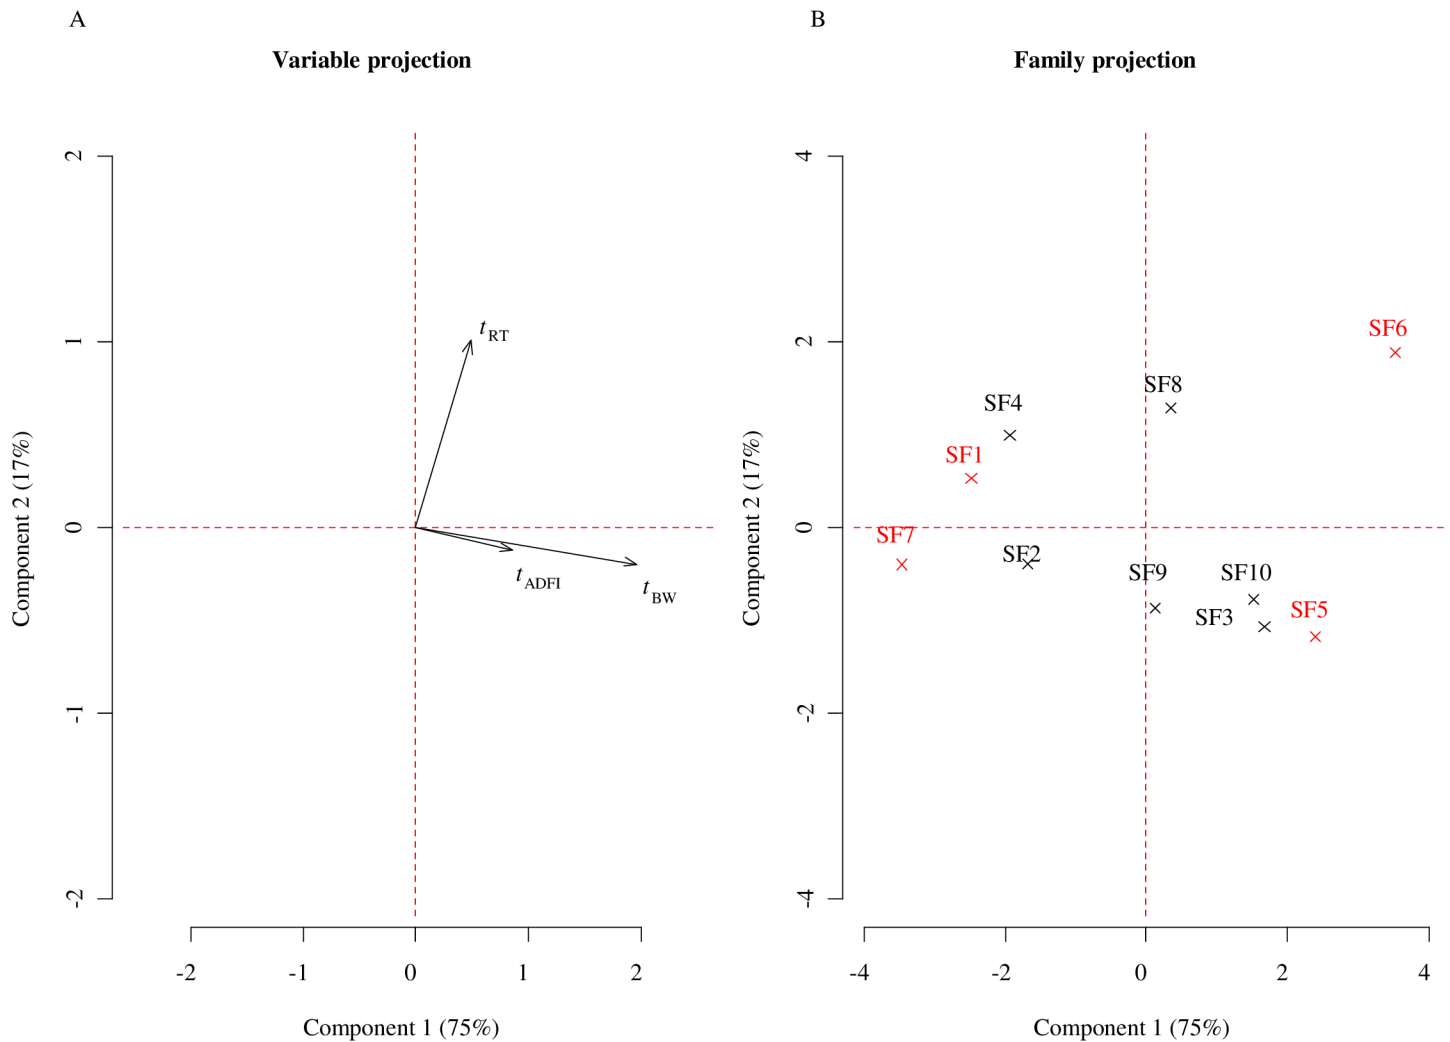 A
Variable projection
2
1
0
-1
-2
Component 2 (17%)
tRT
tADFI
tBW
-2
-1
0
1
2
Component 1 (75%)
B
Family projection
4
2
0
-2
-4
Component 2 (17%)
SF6
SF8
SF4
SF1
SF7
SF2
SF9
SF10
SF3
SF5
-4
-2
0
2
4
Component 1 (75%)